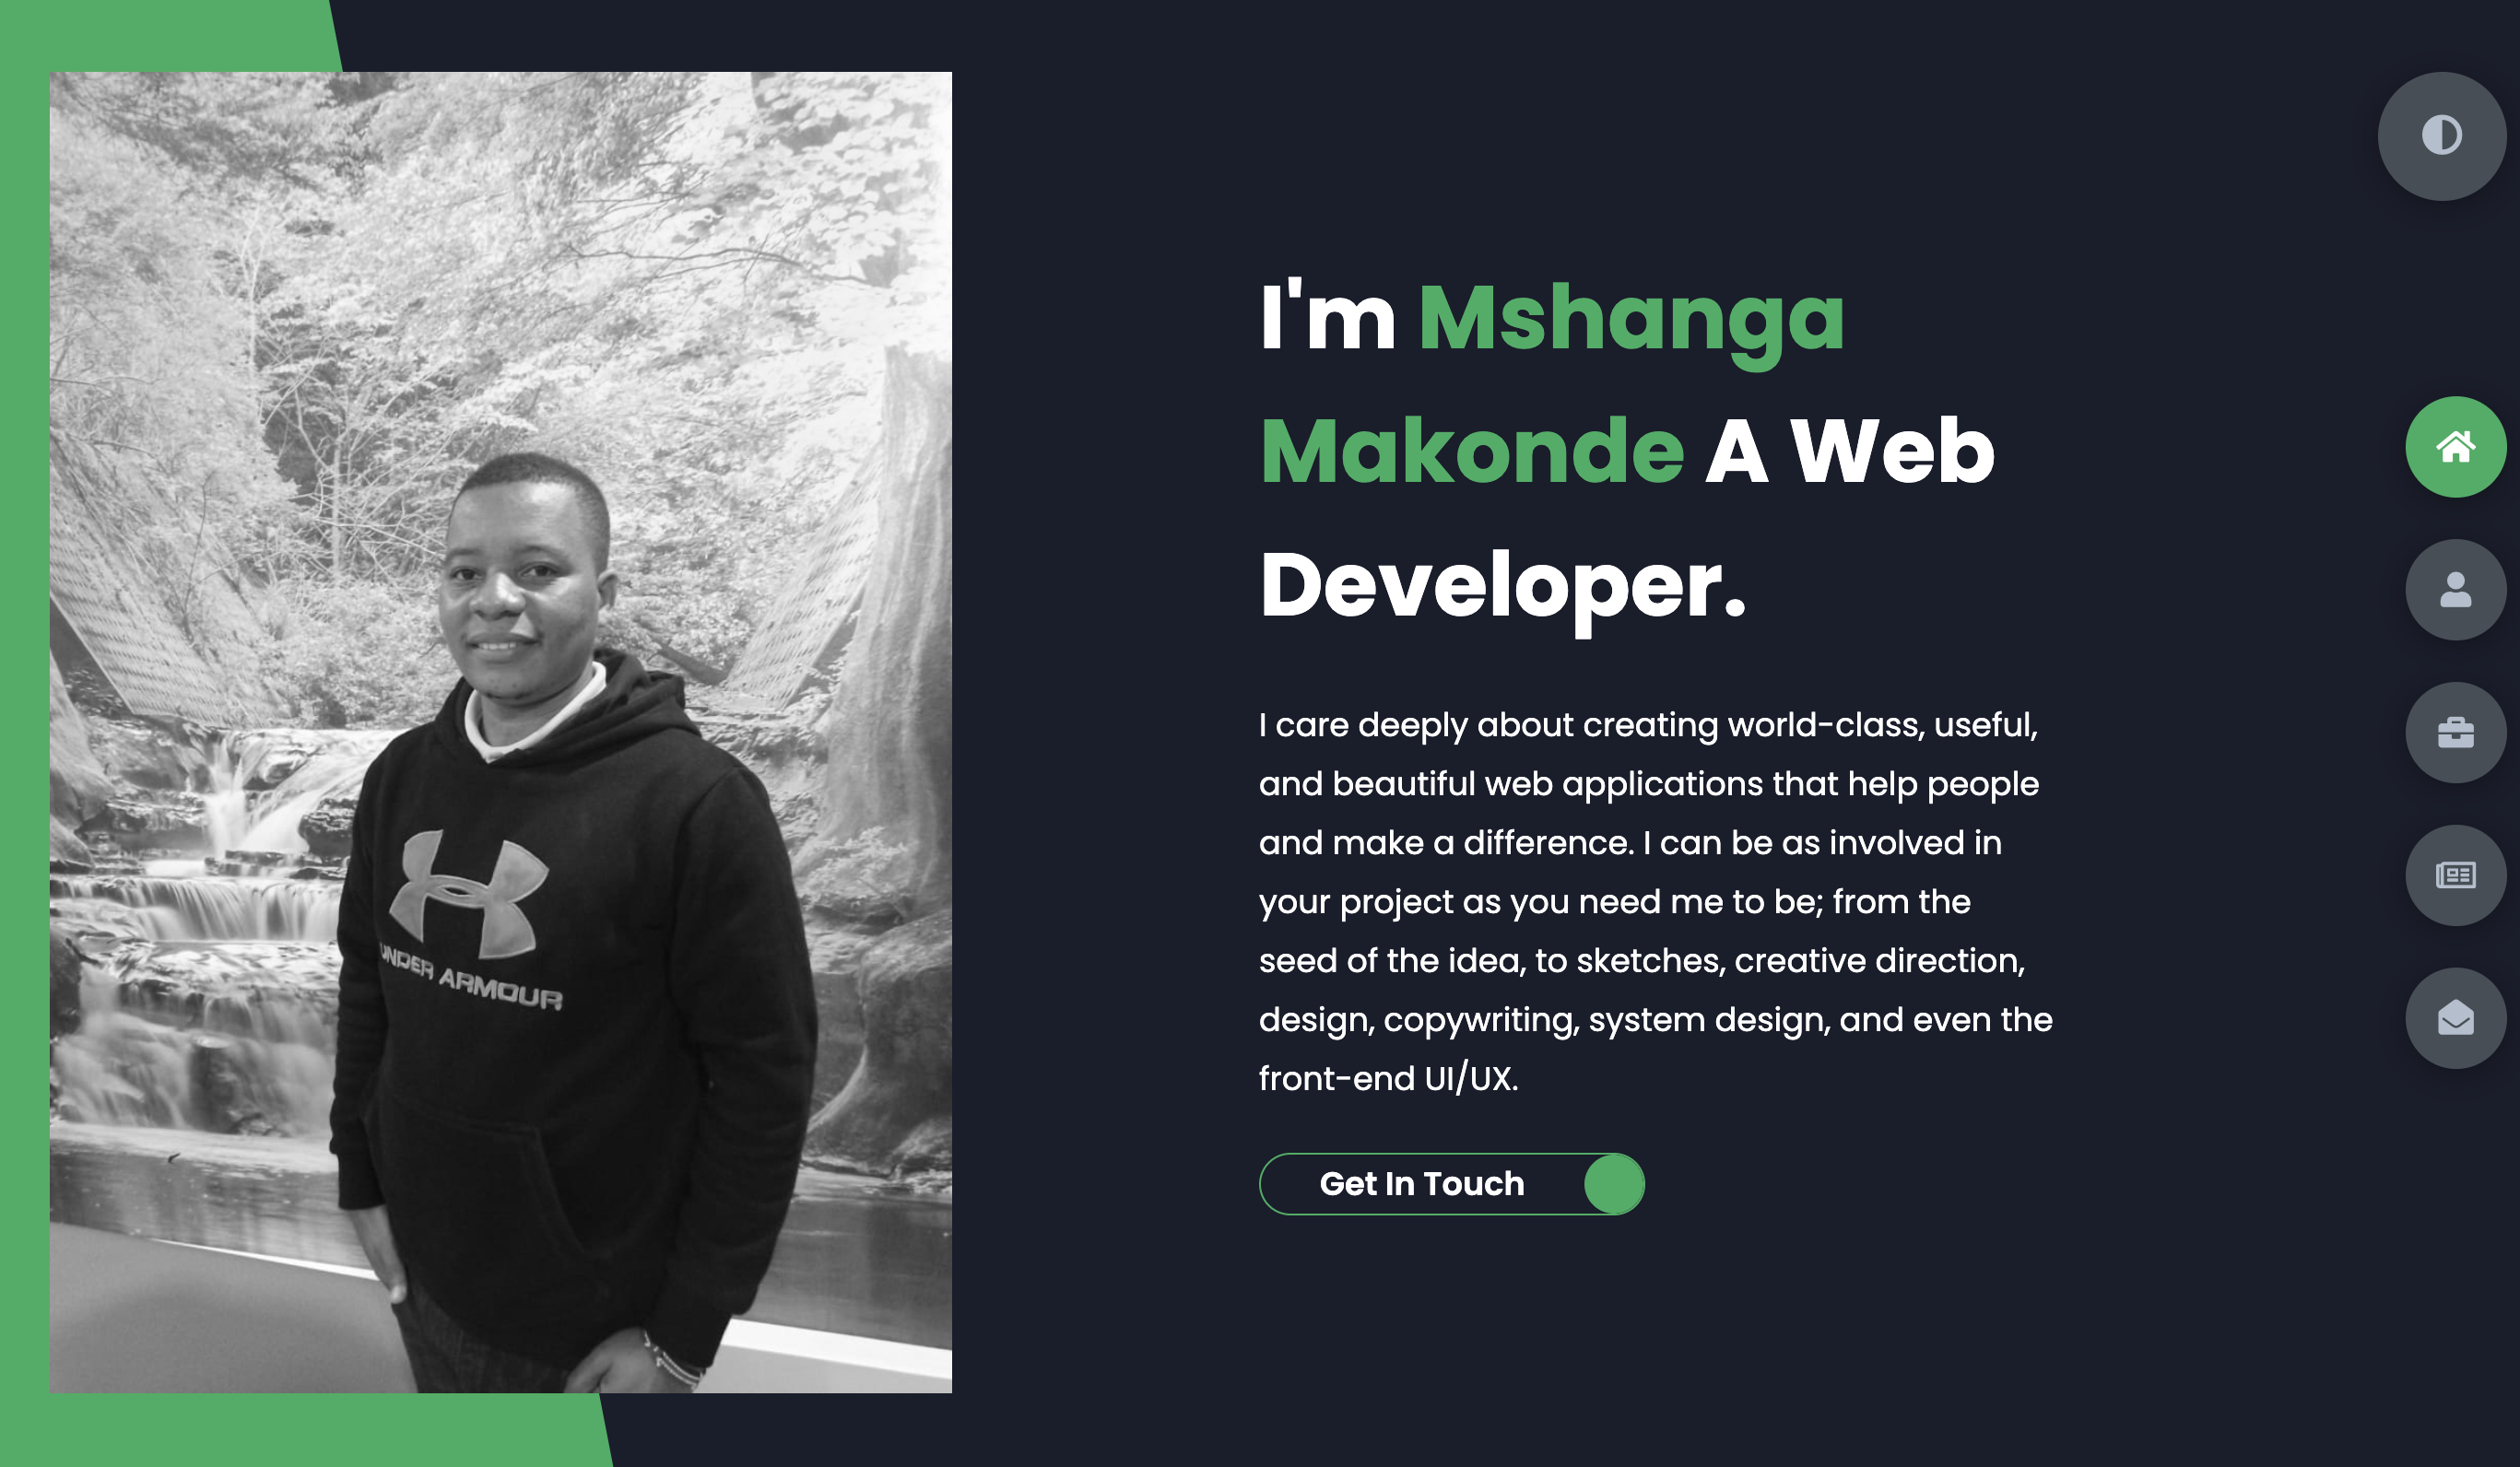 I'm Mshanga
Makonde A Web
Developer.
I care deeply about creating world-class, useful,
and beautiful web applications that help people
and make a difference. I can be as involved in
your project as you need me to be; from the
seed of the idea, to sketches, creative direction,
design, copywriting, system design, and even the
front-end UI/UX.
Get In Touch
UNDER ARMOUR